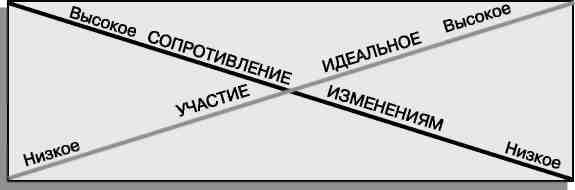 Высокое СОПРОТИВЛЕНИЕ ИЗМЕНЕНИЯМ Низкое
Низкое УЧАСТИЕ ИДЕАЛЬНОЕ Высокое